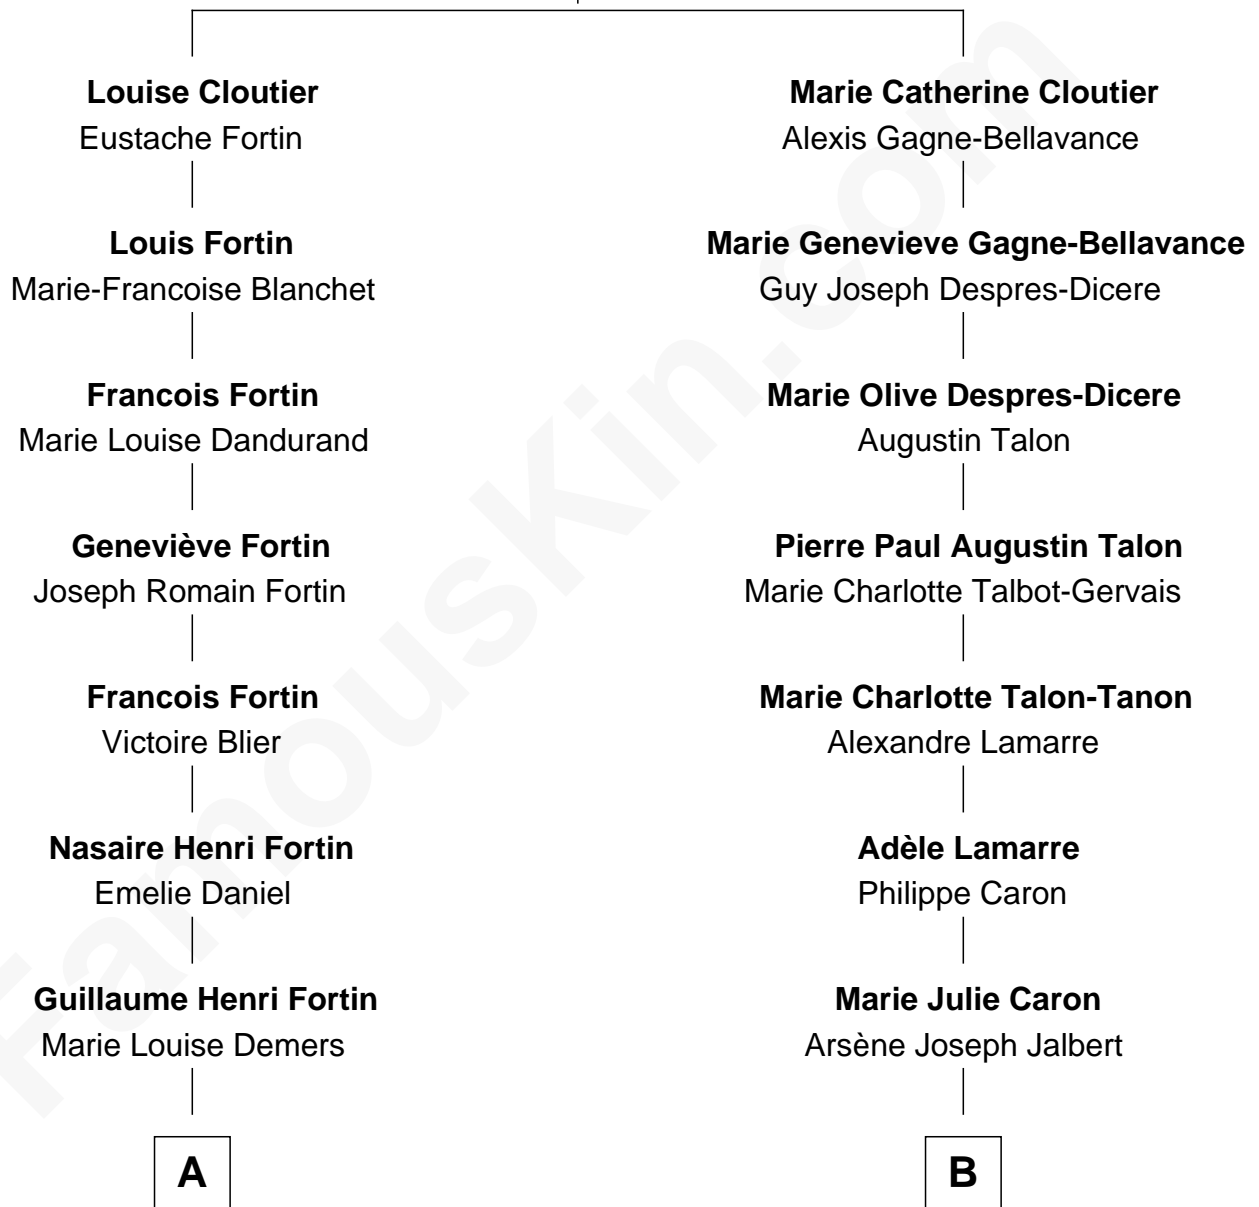 Louise Cloutier
Eustache Fortin
Louis Fortin
Marie-Francoise Blanchet
Francois Fortin
Marie Louise Dandurand
Geneviève Fortin
Joseph Romain Fortin
Francois Fortin
Victoire Blier
Nasaire Henri Fortin
Emelie Daniel
Guillaume Henri Fortin
Marie Louise Demers
A
Marie Catherine Cloutier
Alexis Gagne-Bellavance
Marie Genevieve Gagne-Bellavance
Guy Joseph Despres-Dicere
Marie Olive Despres-Dicere
Augustin Talon
Pierre Paul Augustin Talon
Marie Charlotte Talbot-Gervais
Marie Charlotte Talon-Tanon
Alexandre Lamarre
Adèle Lamarre
Philippe Caron
Marie Julie Caron
Arsène Joseph Jalbert
B
FamousKin.com